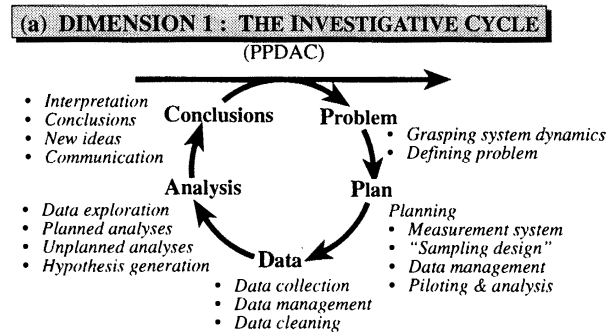 (a) DIMENSION 1 : THE INVESTIGATIVE CYCLE
(PPDAC)
• Interpretation
• Conclusions
• New ideas
• Communication
Conclusions
Problem
• Grasping system dynamics
• Defining problem
Analysis
Plan
• Data exploration
• Planned analyses
• Unplanned analyses
• Hypothesis generation
Planning
• Measurement system
• “Sampling design”
• Data management
• Piloting & analysis
Data
• Data collection
• Data management
• Data cleaning